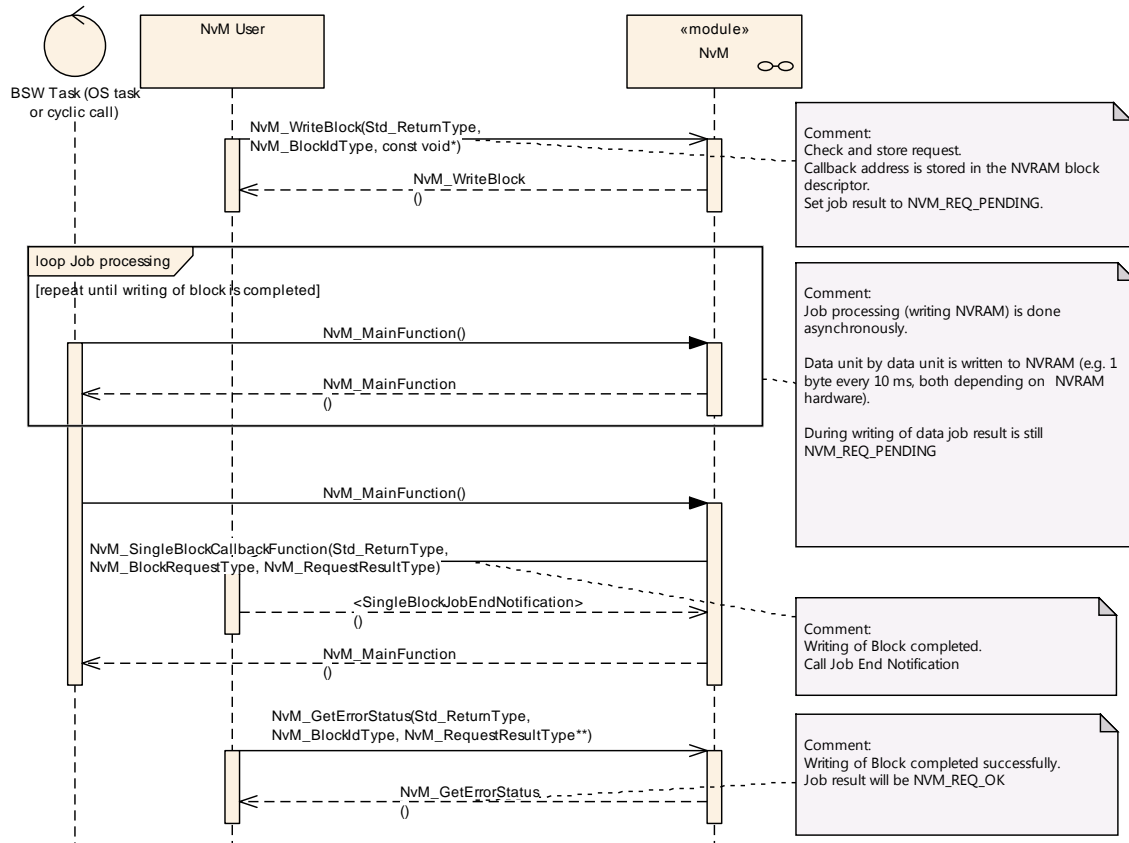 NvM User
«module»
NvM
BSW Task (OS task
or cyclic call)
NvM_WriteBlock(Std_ReturnType,
NvM_BlockIdType, const void*)
Comment:
Check and store request.
Callback address is stored in the NVRAM block
descriptor.
Set job result to NVM_REQ_PENDING.
NvM_WriteBlock
()
loop Job processing
[repeat until writing of block is completed]
Comment:
Job processing (writing NVRAM) is done
asynchronously.
Data unit by data unit is written to NVRAM (e.g. 1
byte every 10 ms, both depending on NVRAM
hardware).
During writing of data job result is still
NVM_REQ_PENDING
NvM_MainFunction()
NvM_MainFunction
()
NvM_MainFunction()
NvM_SingleBlockCallbackFunction(Std_ReturnType,
NvM_BlockRequestType, NvM_RequestResultType)
<SingleBlockJobEndNotification>
()
Comment:
Writing of Block completed.
Call Job End Notification
NvM_MainFunction
()
NvM_GetErrorStatus(Std_ReturnType,
NvM_BlockIdType, NvM_RequestResultType**)
Comment:
Writing of Block completed successfully.
Job result will be NVM_REQ_OK
NvM_GetErrorStatus
()